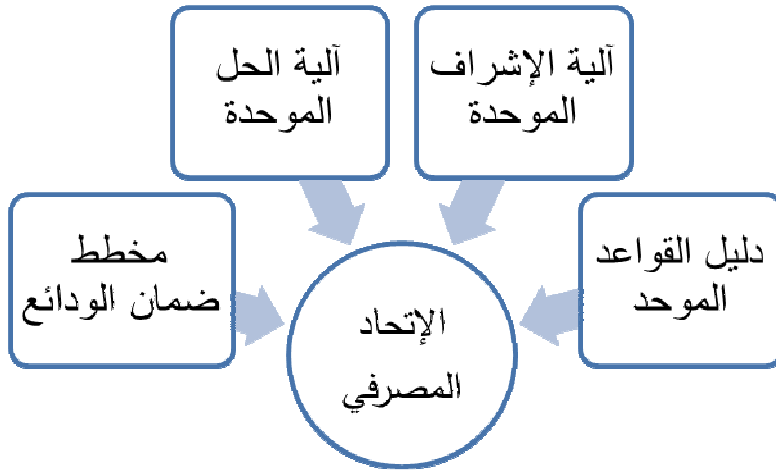 آلية الإشراف
الموحدة
آلية الحل
الموحدة
دليل القواعد
الموحد
مخطط
ضمان الودائع
الإتحاد
المصرفي